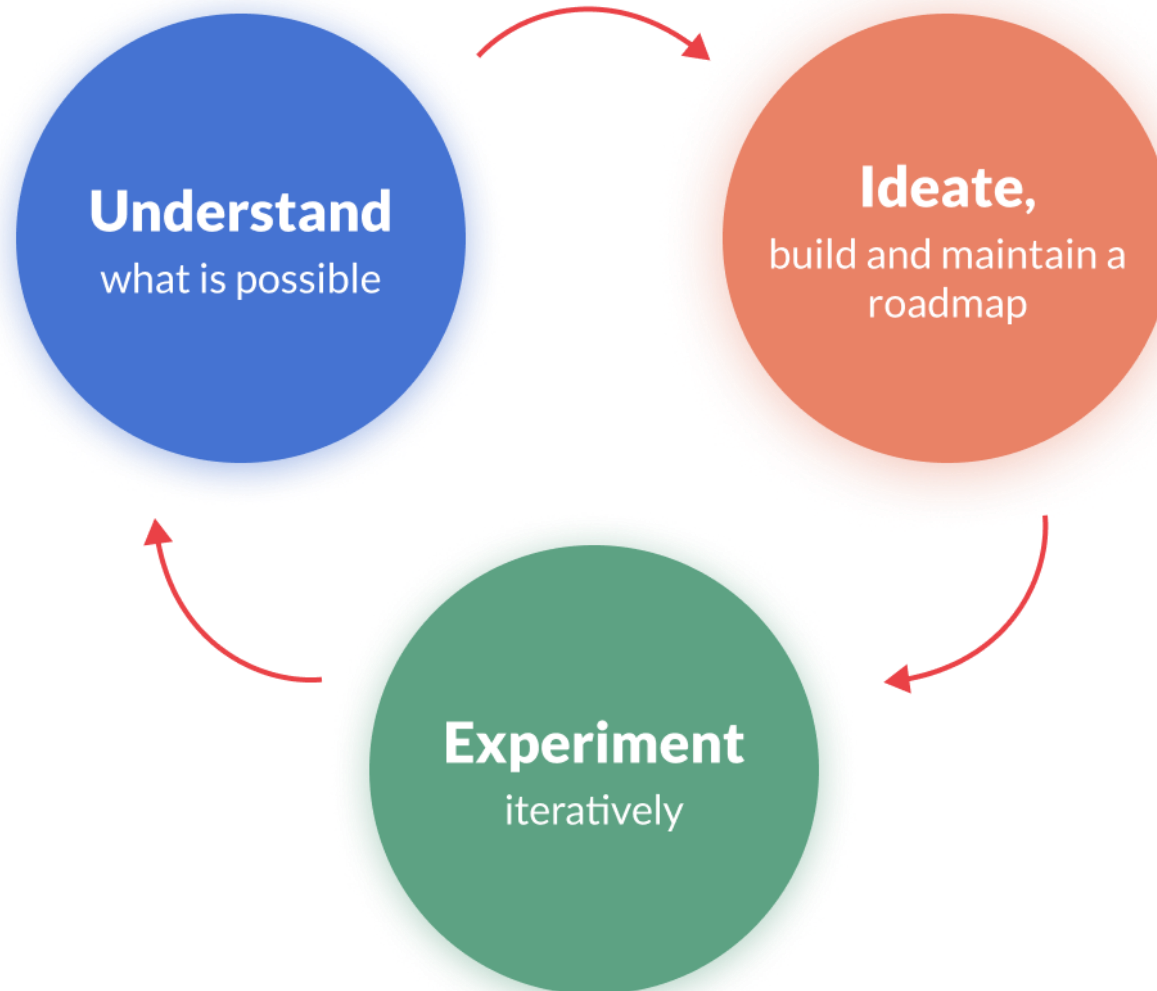 Understand
what is possible
Ideate,
build and maintain a
roadmap
Experiment
iteratively